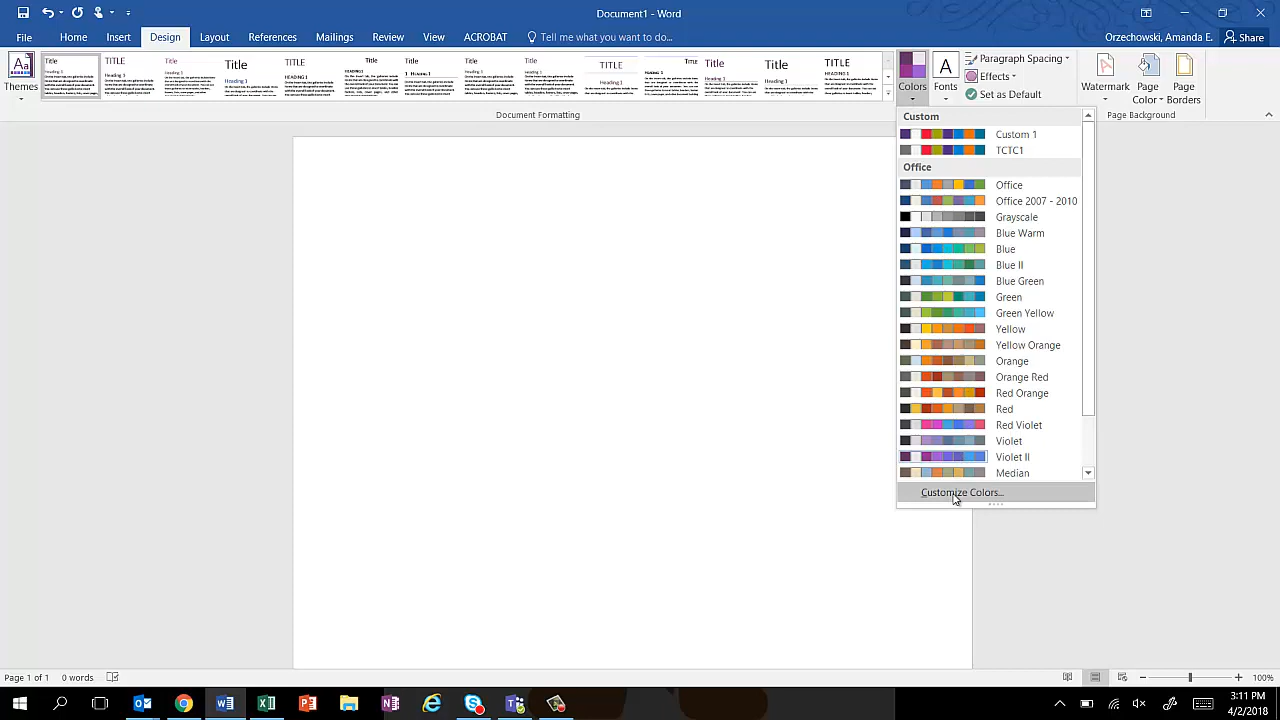 Document1 - Word
File Home Insert Design Layout References Mailings Review View ACROBAT Tell me what you want to do... Orzechowski, Amanda E. Share
Aa
Title TITLE Title Title TITLE Title TITLE Title Title TITLE
Heading 1
Colors
Fonts
Paragraph Spacing
Effects
Set as Default
Watermark
Page Color
Page Borders
Document Formatting
Page Background
Custom
Custom 1
TCTC1
Office
Office
Office 2007 - 2010
Grayscale
Blue Warm
Blue
Blue II
Blue Green
Green
Green Yellow
Yellow
Yellow Orange
Orange
Orange Red
Red Orange
Red
Red Violet
Violet
Violet II
Median
Customize Colors...
Page 1 of 1 0 words 100%
3:11 PM
4/2/2018